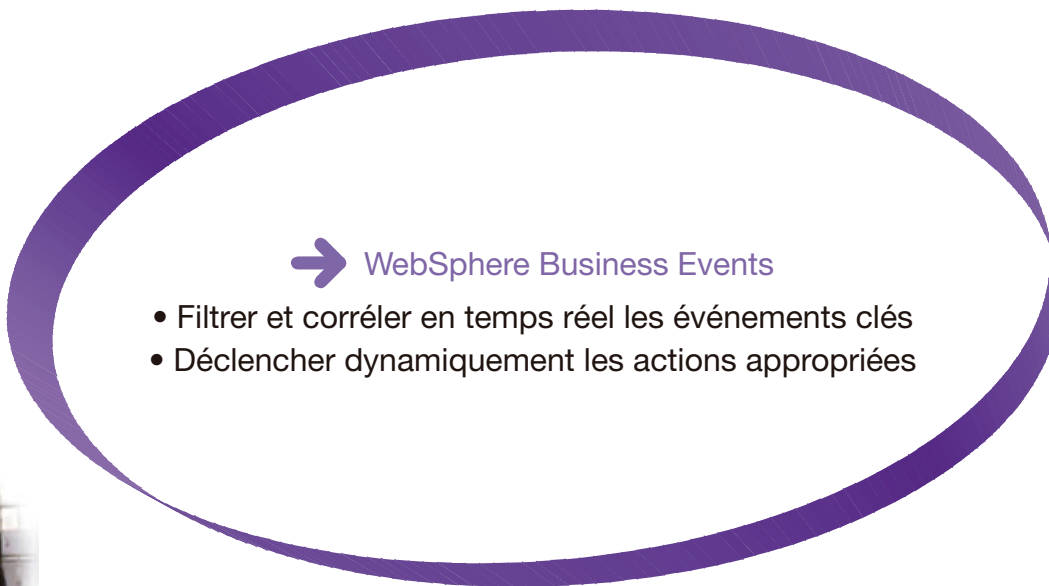 WebSphere Business Events
• Filtrer et corréler en temps réel les événements clés
• Déclencher dynamiquement les actions appropriées